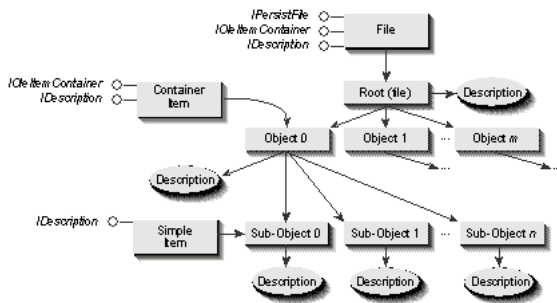 IPersistFile
IOleItemContainer
IDescription
File
IOleItemContainer
IDescription
Container
Item
Root (file)
Description
Object 0
Object 1
...
Object m
Description
...
...
IDescription
Simple
Item
Sub-Object 0
Sub-Object 1
...
Sub-Object n
Description
Description
Description